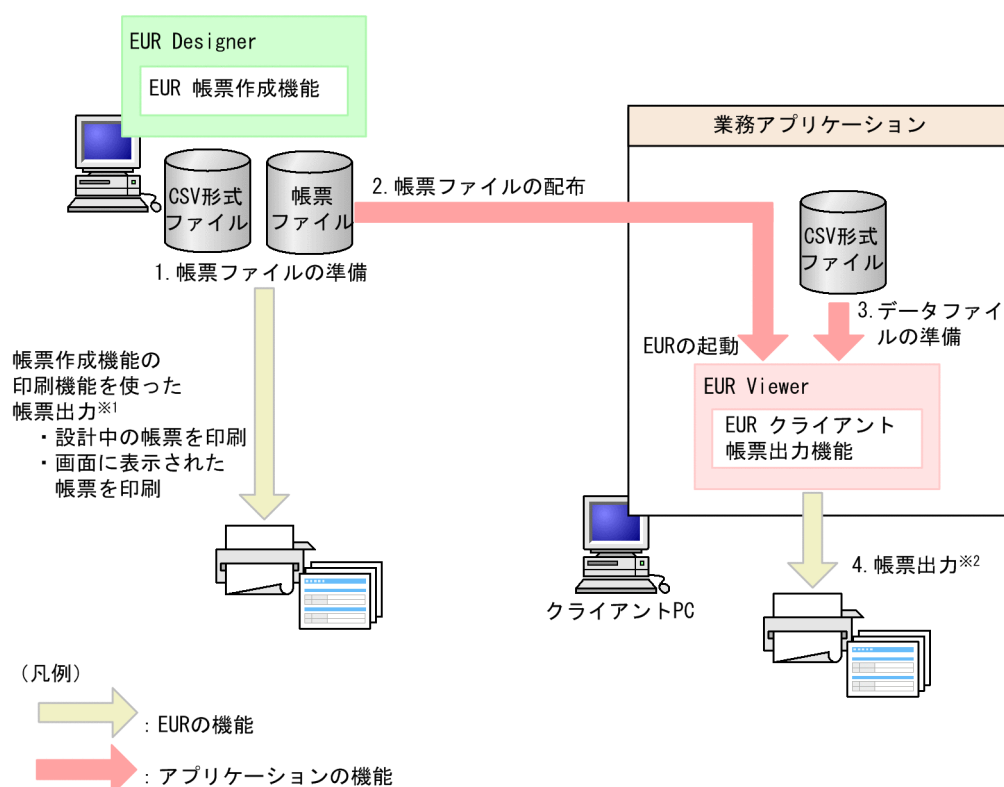 EUR Designer
EUR 帳票作成機能
CSV形式
ファイル
帳票
ファイル
1.帳票ファイルの準備
2.帳票ファイルの配布
業務アプリケーション
CSV形式
ファイル
3.データファイ
ルの準備
EURの起動
EUR Viewer
EUR クライアント
帳票出力機能
帳票作成機能の
印刷機能を使った
帳票出力※1
・設計中の帳票を印刷
・画面に表示された
帳票を印刷
4.帳票出力※2
クライアントPC
(凡例)
: EURの機能
: アプリケーションの機能